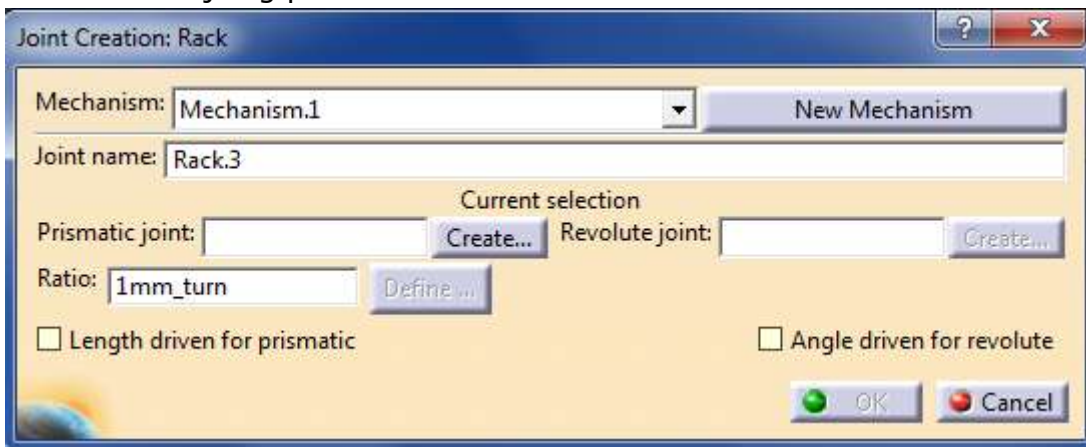 Joint Creation: Rack
?
X
Mechanism: Mechanism.1 New Mechanism
Joint name: Rack.3
Current selection
Prismatic joint: Create... Revolute joint: Create...
Ratio: 1mm_turn Define ...
Length driven for prismatic Angle driven for revolute
OK Cancel